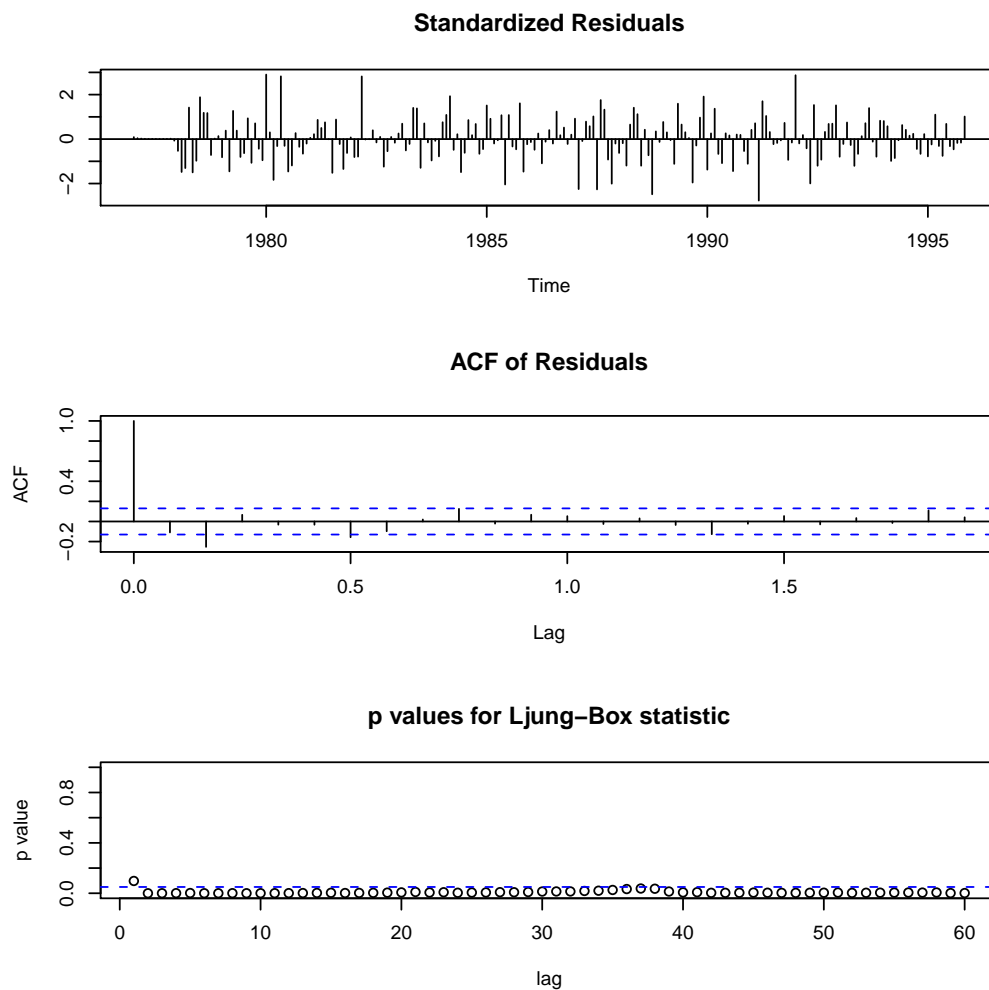 Standardized Residuals
2
0
−2
1980 1985 1990 1995
Time
ACF of Residuals
ACF
1.0
0.4
−0.2
0.0 0.5 1.0 1.5
Lag
p values for Ljung−Box statistic
p value
0.8
0.4
0.0
0 10 20 30 40 50 60
lag